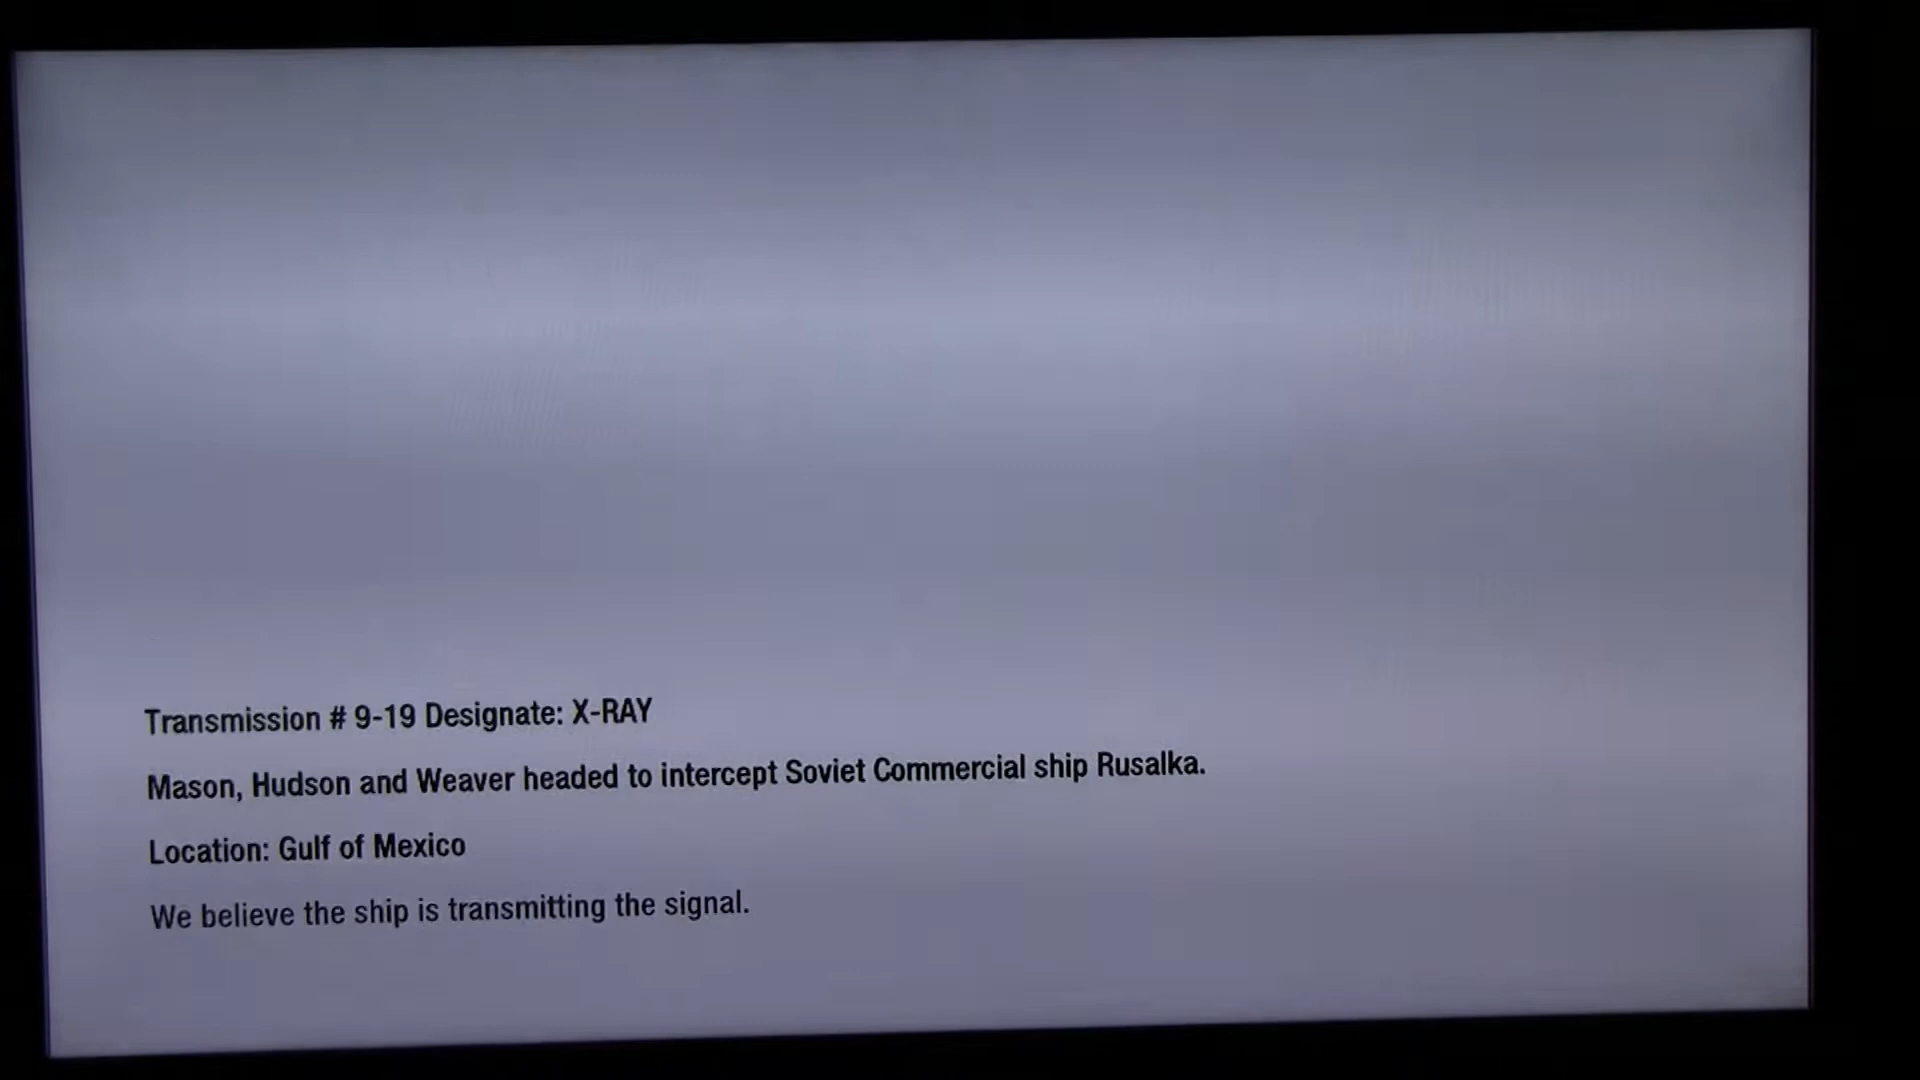 Transmission # 9-19 Designate: X-RAY
Mason, Hudson and Weaver headed to intercept Soviet Commercial ship Rusalka.
Location: Gulf of Mexico
We believe the ship is transmitting the signal.